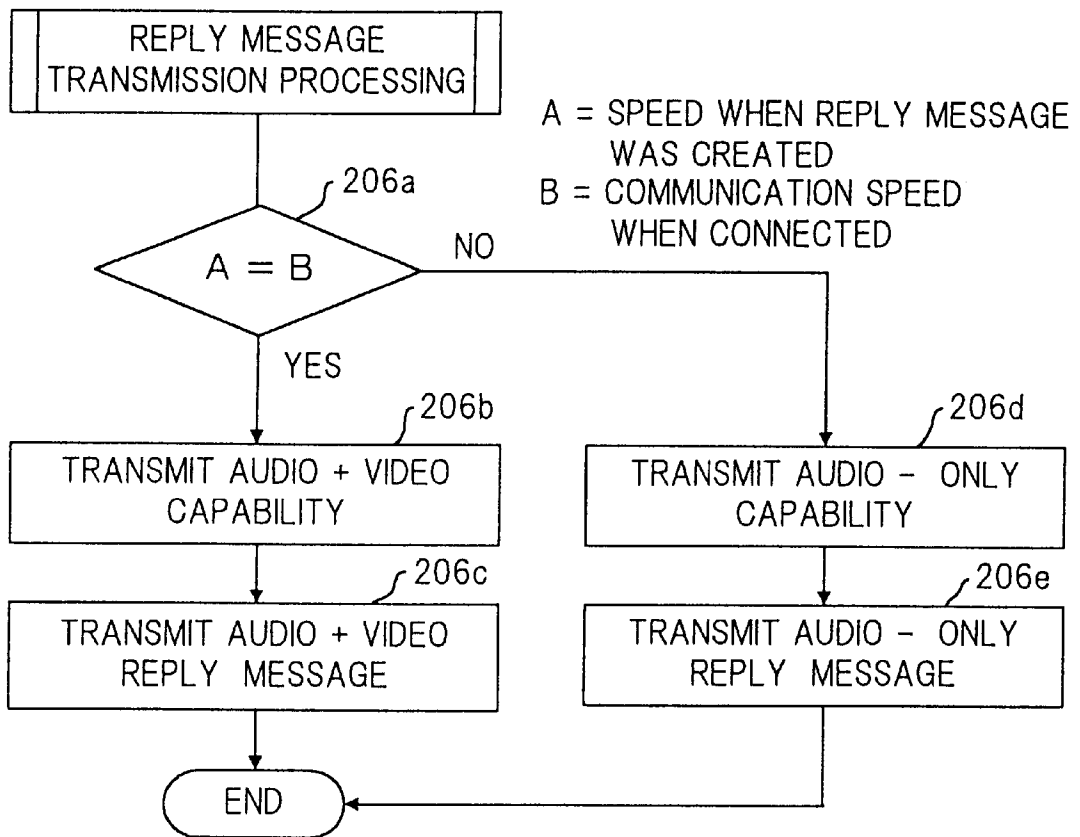 REPLY MESSAGE
TRANSMISSION PROCESSING
A = SPEED WHEN REPLY MESSAGE
WAS CREATED
B = COMMUNICATION SPEED
WHEN CONNECTED
206a
A = B
NO
YES
206b
TRANSMIT AUDIO + VIDEO
CAPABILITY
206d
TRANSMIT AUDIO - ONLY
CAPABILITY
206c
TRANSMIT AUDIO + VIDEO
REPLY MESSAGE
206e
TRANSMIT AUDIO - ONLY
REPLY MESSAGE
END